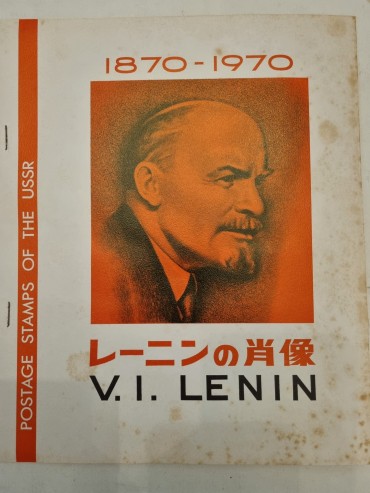 1870-1970
レーニンの肖像
V. I. LENIN
POSTAGE STAMPS OF THE USSR